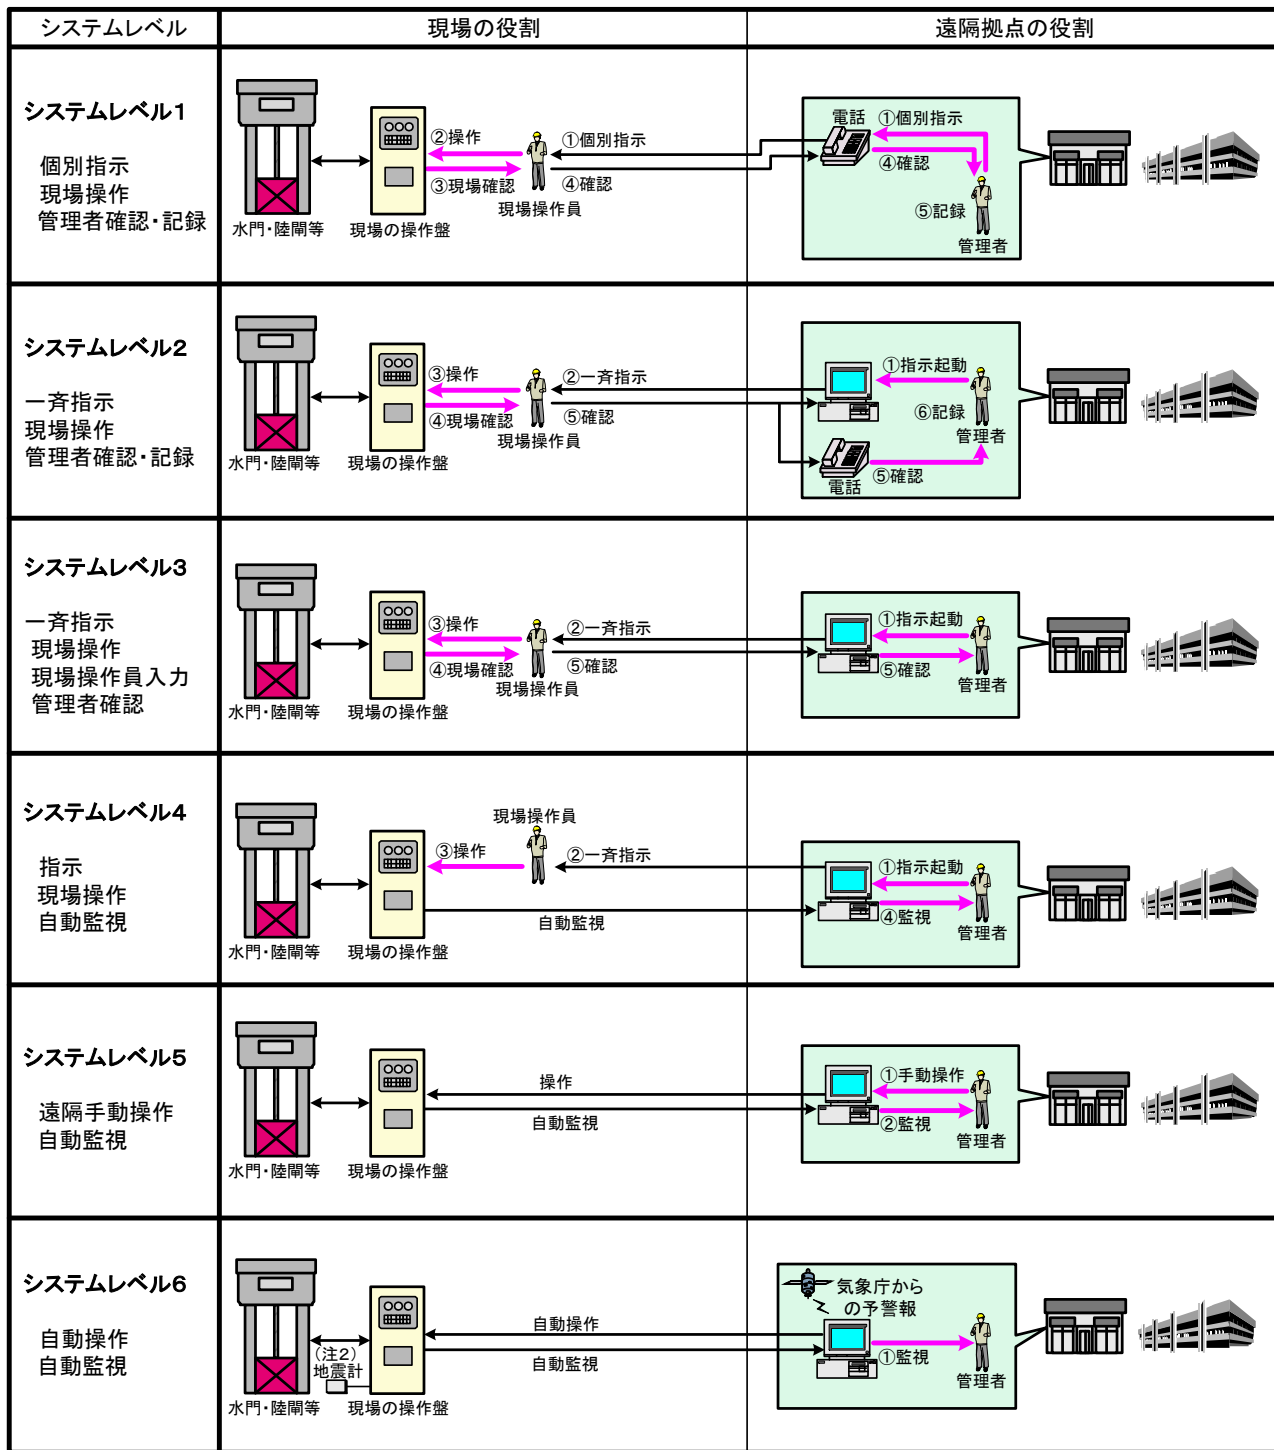 システムレベル
現場の役割
遠隔拠点の役割
システムレベル1
個別指示
現場操作
管理者確認・記録
水門・陸閘等
現場の操作盤
②操作
③現場確認
現場操作員
①個別指示
④確認
電話
①個別指示
④確認
⑤記録
管理者
システムレベル2
一斉指示
現場操作
管理者確認・記録
水門・陸閘等
現場の操作盤
③操作
④現場確認
現場操作員
②一斉指示
⑤確認
①指示起動
⑥記録
管理者
電話
⑤確認
システムレベル3
一斉指示
現場操作
現場操作員入力
管理者確認
水門・陸閘等
現場の操作盤
③操作
④現場確認
現場操作員
②一斉指示
⑤確認
①指示起動
⑤確認
管理者
システムレベル4
指示
現場操作
自動監視
水門・陸閘等
現場の操作盤
現場操作員
③操作
②一斉指示
自動監視
①指示起動
④監視
管理者
システムレベル5
遠隔手動操作
自動監視
水門・陸閘等
現場の操作盤
操作
自動監視
①手動操作
②監視
管理者
システムレベル6
自動操作
自動監視
水門・陸閘等
(注2)
地震計
現場の操作盤
自動操作
自動監視
気象庁から
の予警報
①監視
管理者